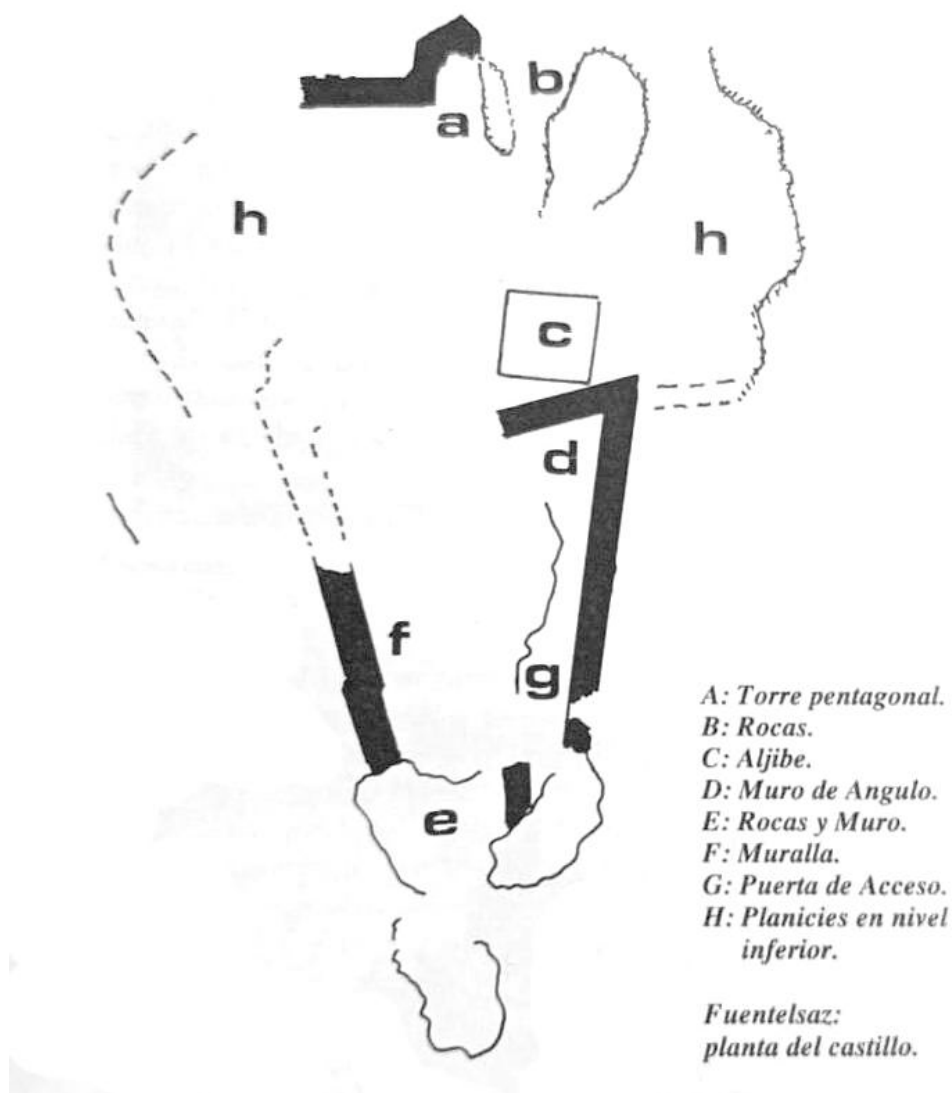 a
b
h
h
c
d
f
g
e
A: Torre pentagonal.
B: Rocas.
C: Aljibe.
D: Muro de Angulo.
E: Rocas y Muro.
F: Muralla.
G: Puerta de Acceso.
H: Planicies en nivel
inferior.
Fuentelsaz:
planta del castillo.